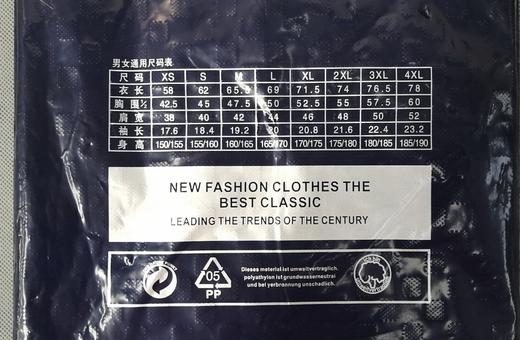 男女通用尺码表
尺 码 XS S M L XL 2XL 3XL 4XL
衣 长 58 62 65.5 69 71.5 74 76.5 78
胸 围½ 42.5 45 47.5 50 52.5 55 57.5 60
肩 宽 38 40 42 44 46 48 50 52
袖 长 17.6 18.4 19.2 20 20.8 21.6 22.4 23.2
身 高 150/155 155/160 160/165 165/170 170/175 175/180 180/185 185/190
NEW FASHION CLOTHES THE
BEST CLASSIC
LEADING THE TRENDS OF THE CENTURY
Dieses meterial ist umweltvertraglich.
polyathylon ist grundwasserneutral
und bei verbronnung unschadlich.
05
PP